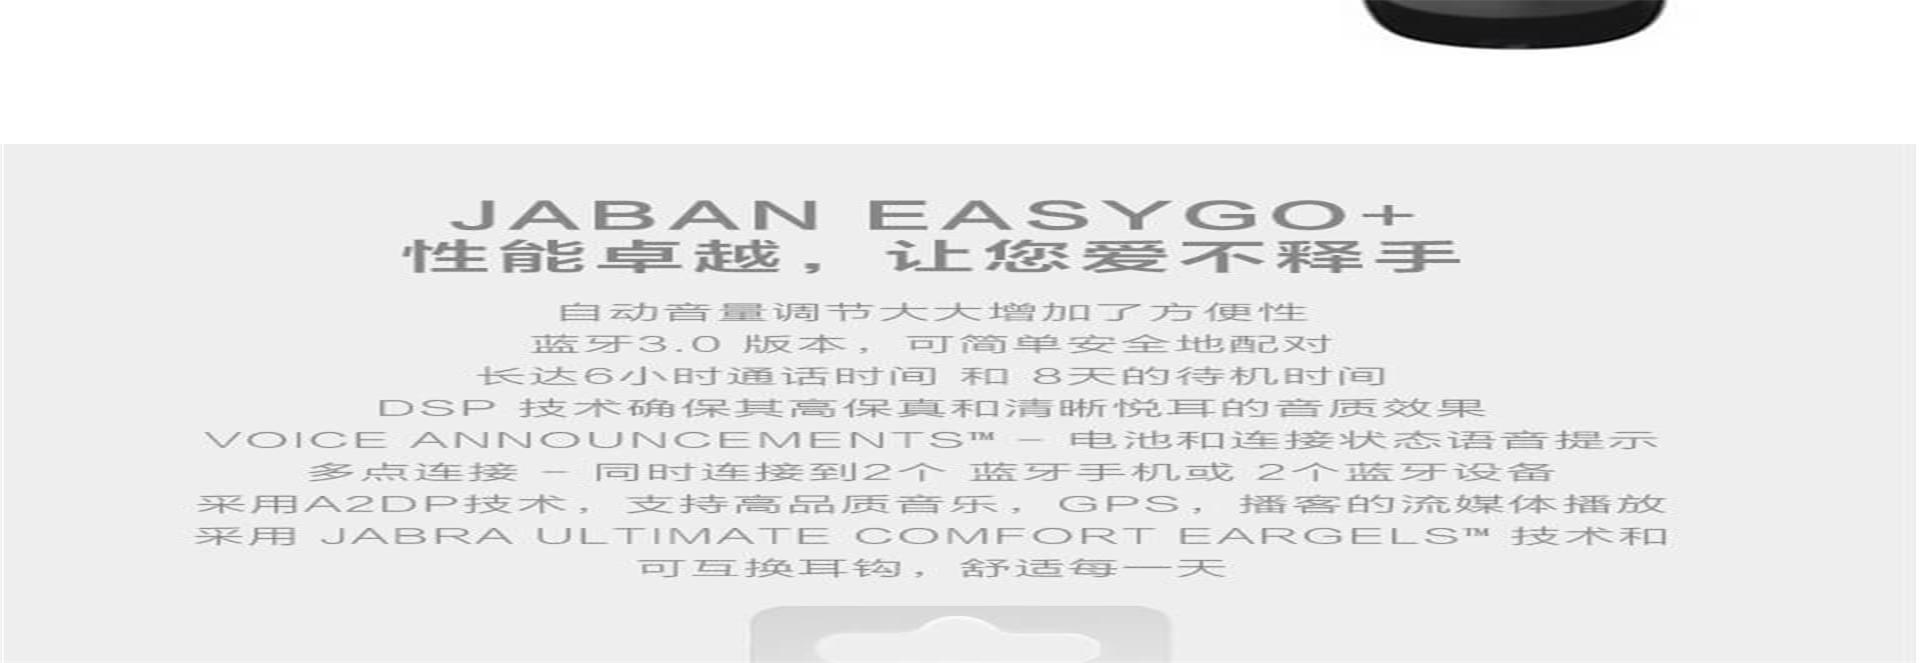 JABAN EASYGO+
性能卓越，让您爱不释手
自动音量调节大大增加了方便性
蓝牙3.0 版本，可简单安全地配对
长达6小时通话时间 和 8天的待机时间
DSP 技术确保其高保真和清晰悦耳的音质效果
VOICE ANNOUNCEMENTS™ - 电池和连接状态语音提示
多点连接 - 同时连接到2个 蓝牙手机或 2个蓝牙设备
采用A2DP技术，支持高品质音乐，GPS，播客的流媒体播放
采用 JABRA ULTIMATE COMFORT EARGELS™ 技术和
可互换耳钩，舒适每一天